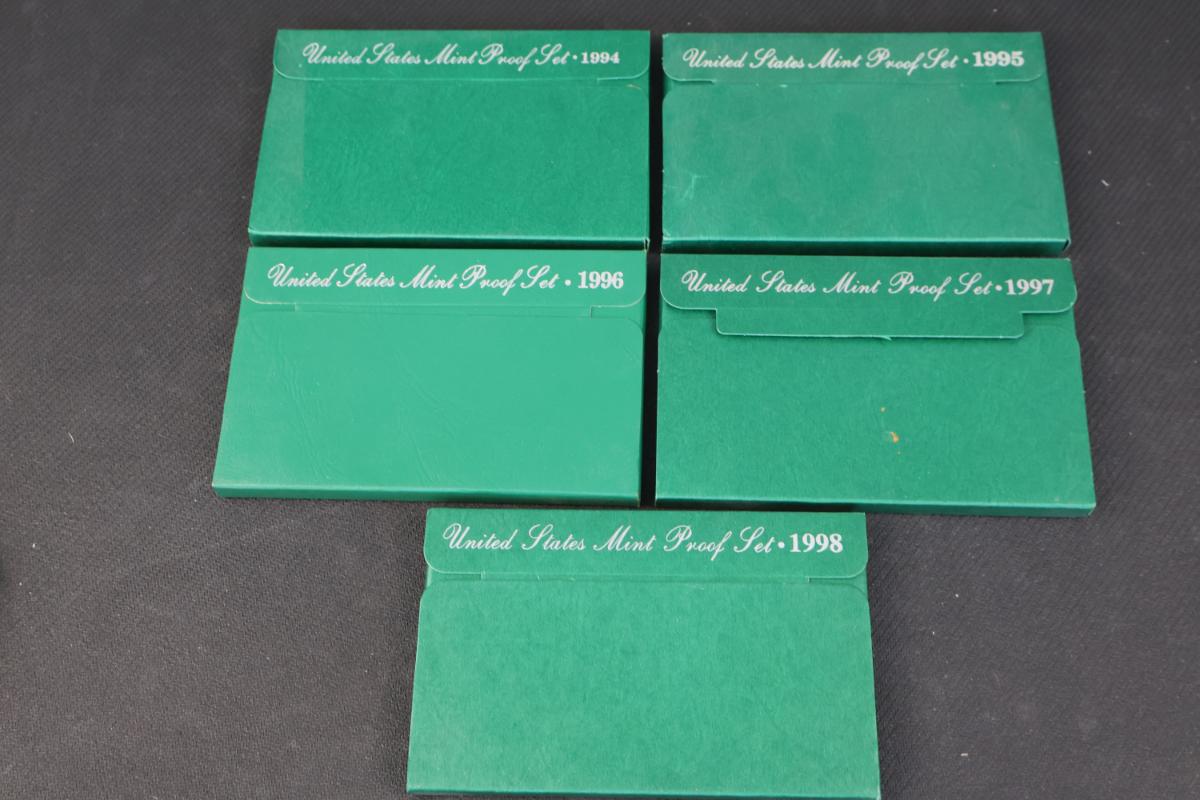 United States Mint Proof Set · 1994
United States Mint Proof Set · 1995
United States Mint Proof Set · 1996
United States Mint Proof Set · 1997
United States Mint Proof Set · 1998